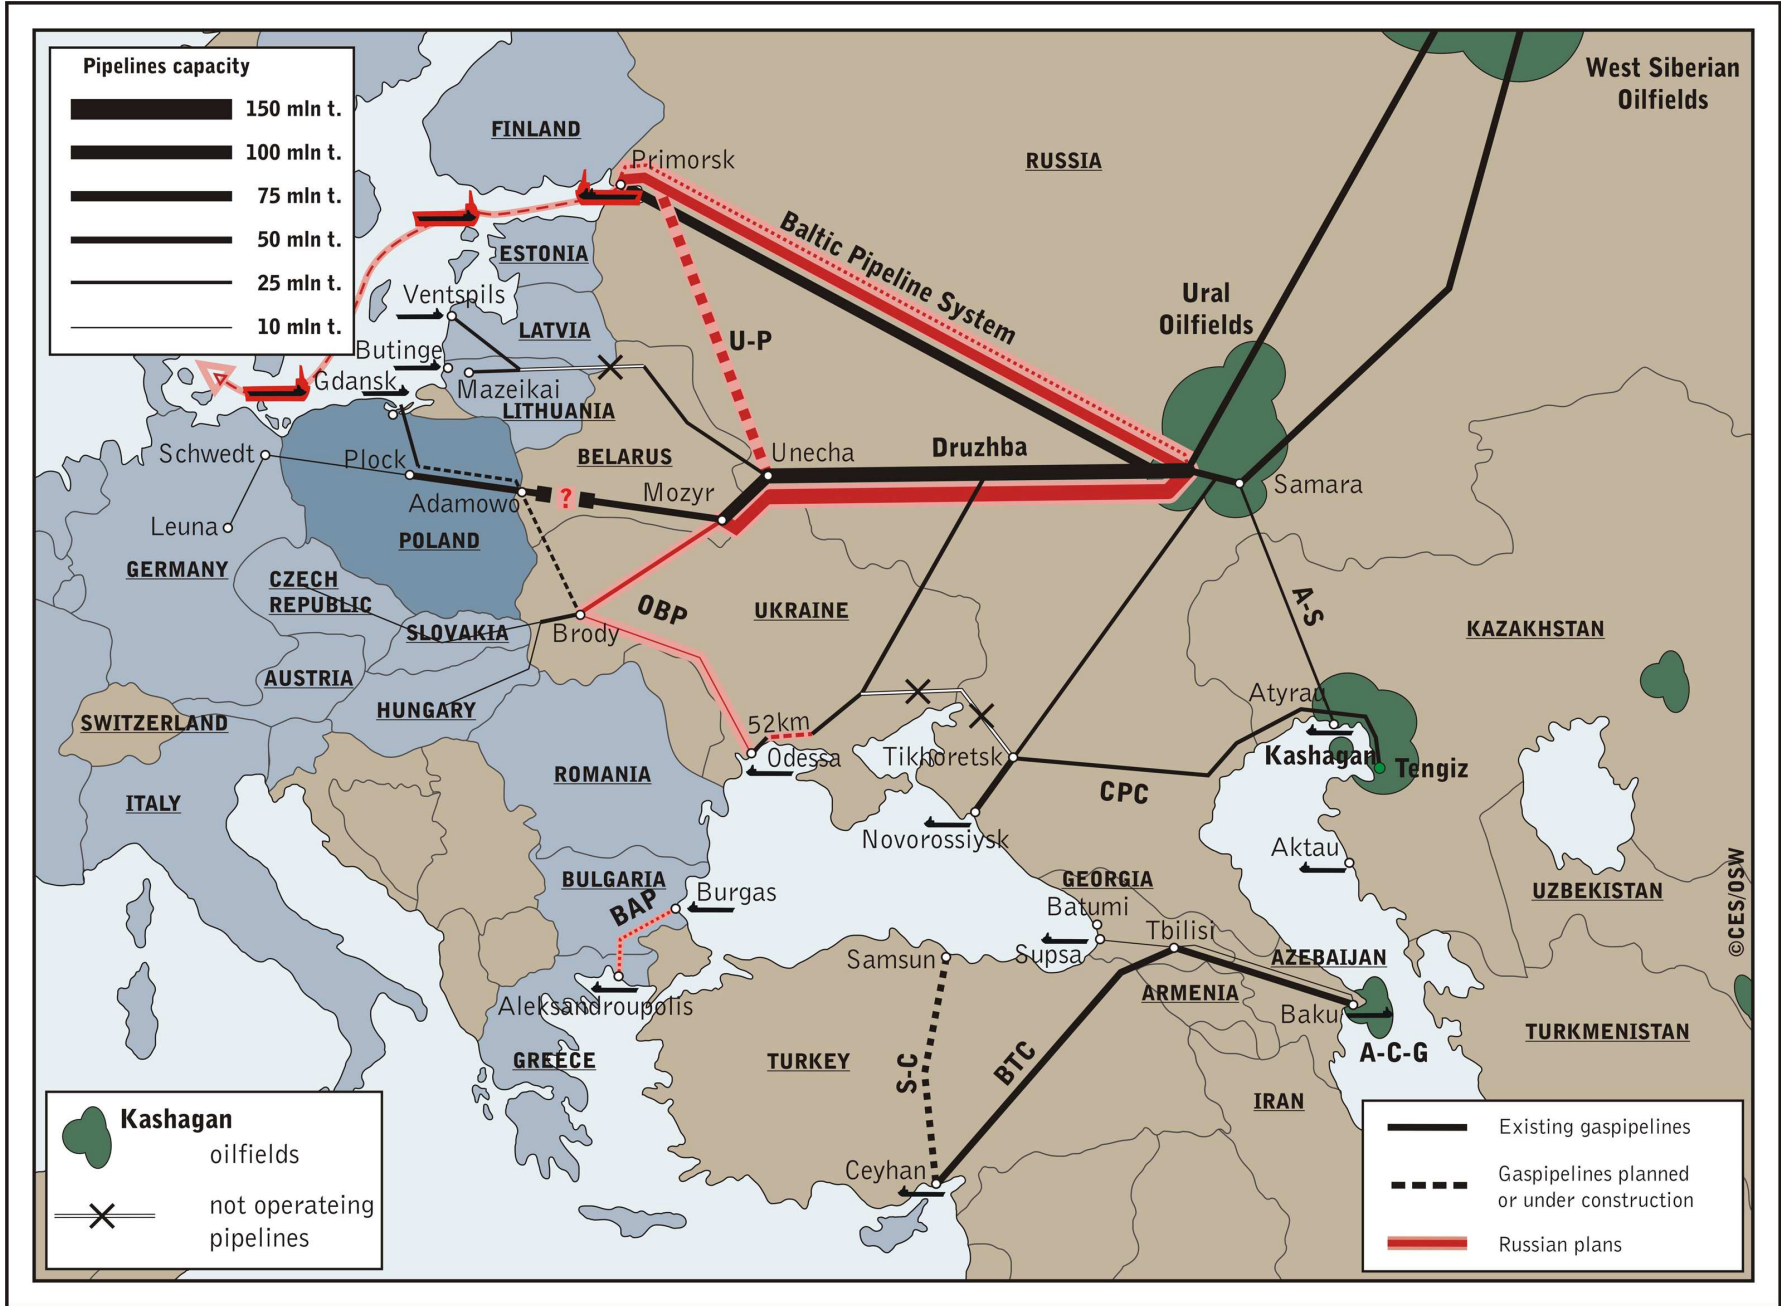 Pipelines capacity
150 mln t.
100 mln t.
75 mln t.
50 mln t.
25 mln t.
10 mln t.
West Siberian
Oilfields
FINLAND
Primorsk
RUSSIA
Baltic Pipeline System
ESTONIA
Ventspils
LATVIA
U-P
Ural
Oilfields
Butinge
Gdansk
Mazeikai
LITHUANIA
Schwedt
Plock
BELARUS
Unecha
Druzhba
Samara
Adamowo
?
Mozyr
Leuna
POLAND
GERMANY
CZECH
REPUBLIC
SLOVAKIA
Brody
OBP
UKRAINE
A-S
KAZAKHSTAN
AUSTRIA
HUNGARY
SWITZERLAND
Atyrau
52km
Odessa
Tikhoretsk
Kashagan
Tengiz
ROMANIA
ITALY
CPC
Novorossiysk
Aktau
BULGARIA
BAP
Burgas
GEORGIA
Batumi
Tbilisi
UZBEKISTAN
©CES/OSW
Samsun
Supsa
AZEBAIJAN
ARMENIA
Aleksandroupolis
Baku
A-C-G
TURKMENISTAN
GREECE
TURKEY
S-C
BTC
IRAN
Ceyhan
Kashagan
oilfields
not operateing
pipelines
Existing gaspipelines
Gaspipelines planned
or under construction
Russian plans